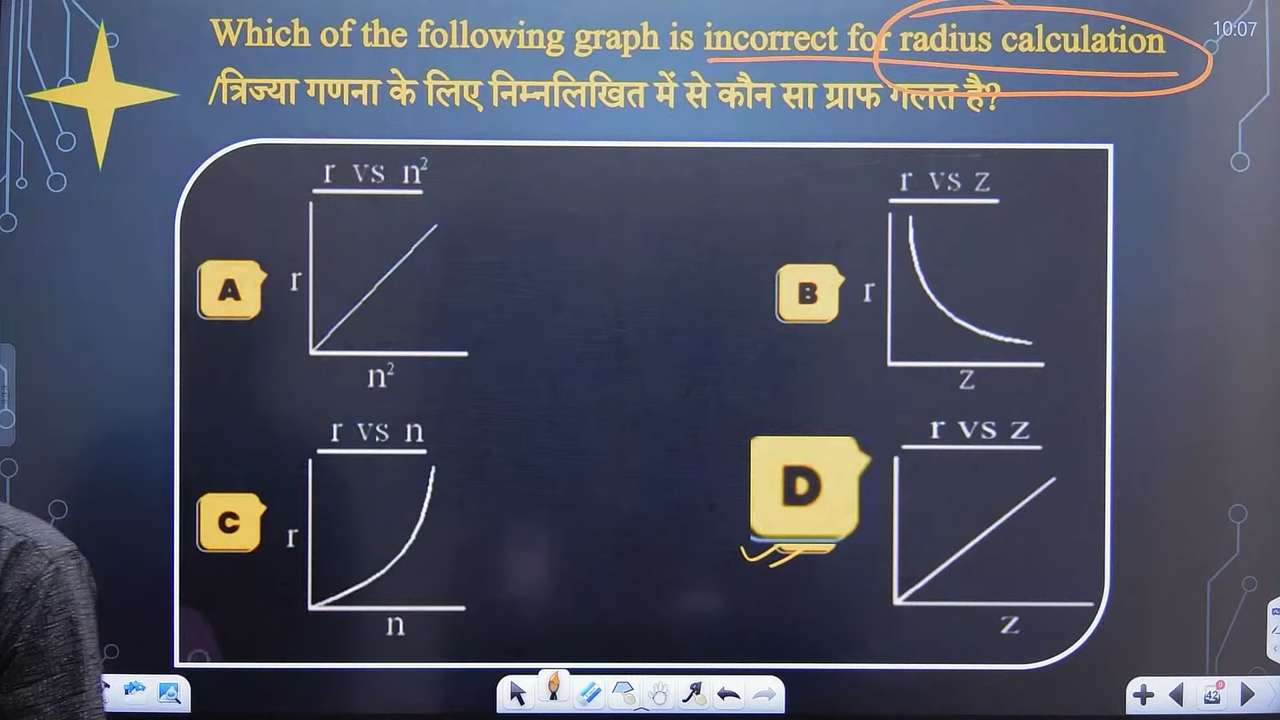 Which of the following graph is incorrect for radius calculation
10:07
/त्रिज्या गणना के लिए निम्नलिखित में से कौन सा ग्राफ गलत है?
r vs n²
A
r
n²
r vs z
B
r
z
r vs n
C
r
n
r vs z
D
z
42